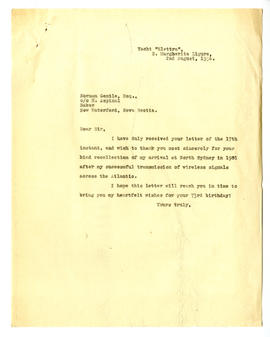 Yacht "Elettra",
S. Margherita Ligure,
2nd August, 193
Norman Gentle, Esq.,
c/o H. Aspinal
Baker
New Waterford, Nova Scotia.
Dear Sir,
I have duly received your letter of the 17th
instant, and wish to thank you most sincerely for your
kind recollection of my arrival at North Sydney in 1901
after my successful transmission of wireless signals
across the Atlantic.
I hope this letter will reach you in time to
bring you my heartfelt wishes for your 73rd birthday!
Yours truly,